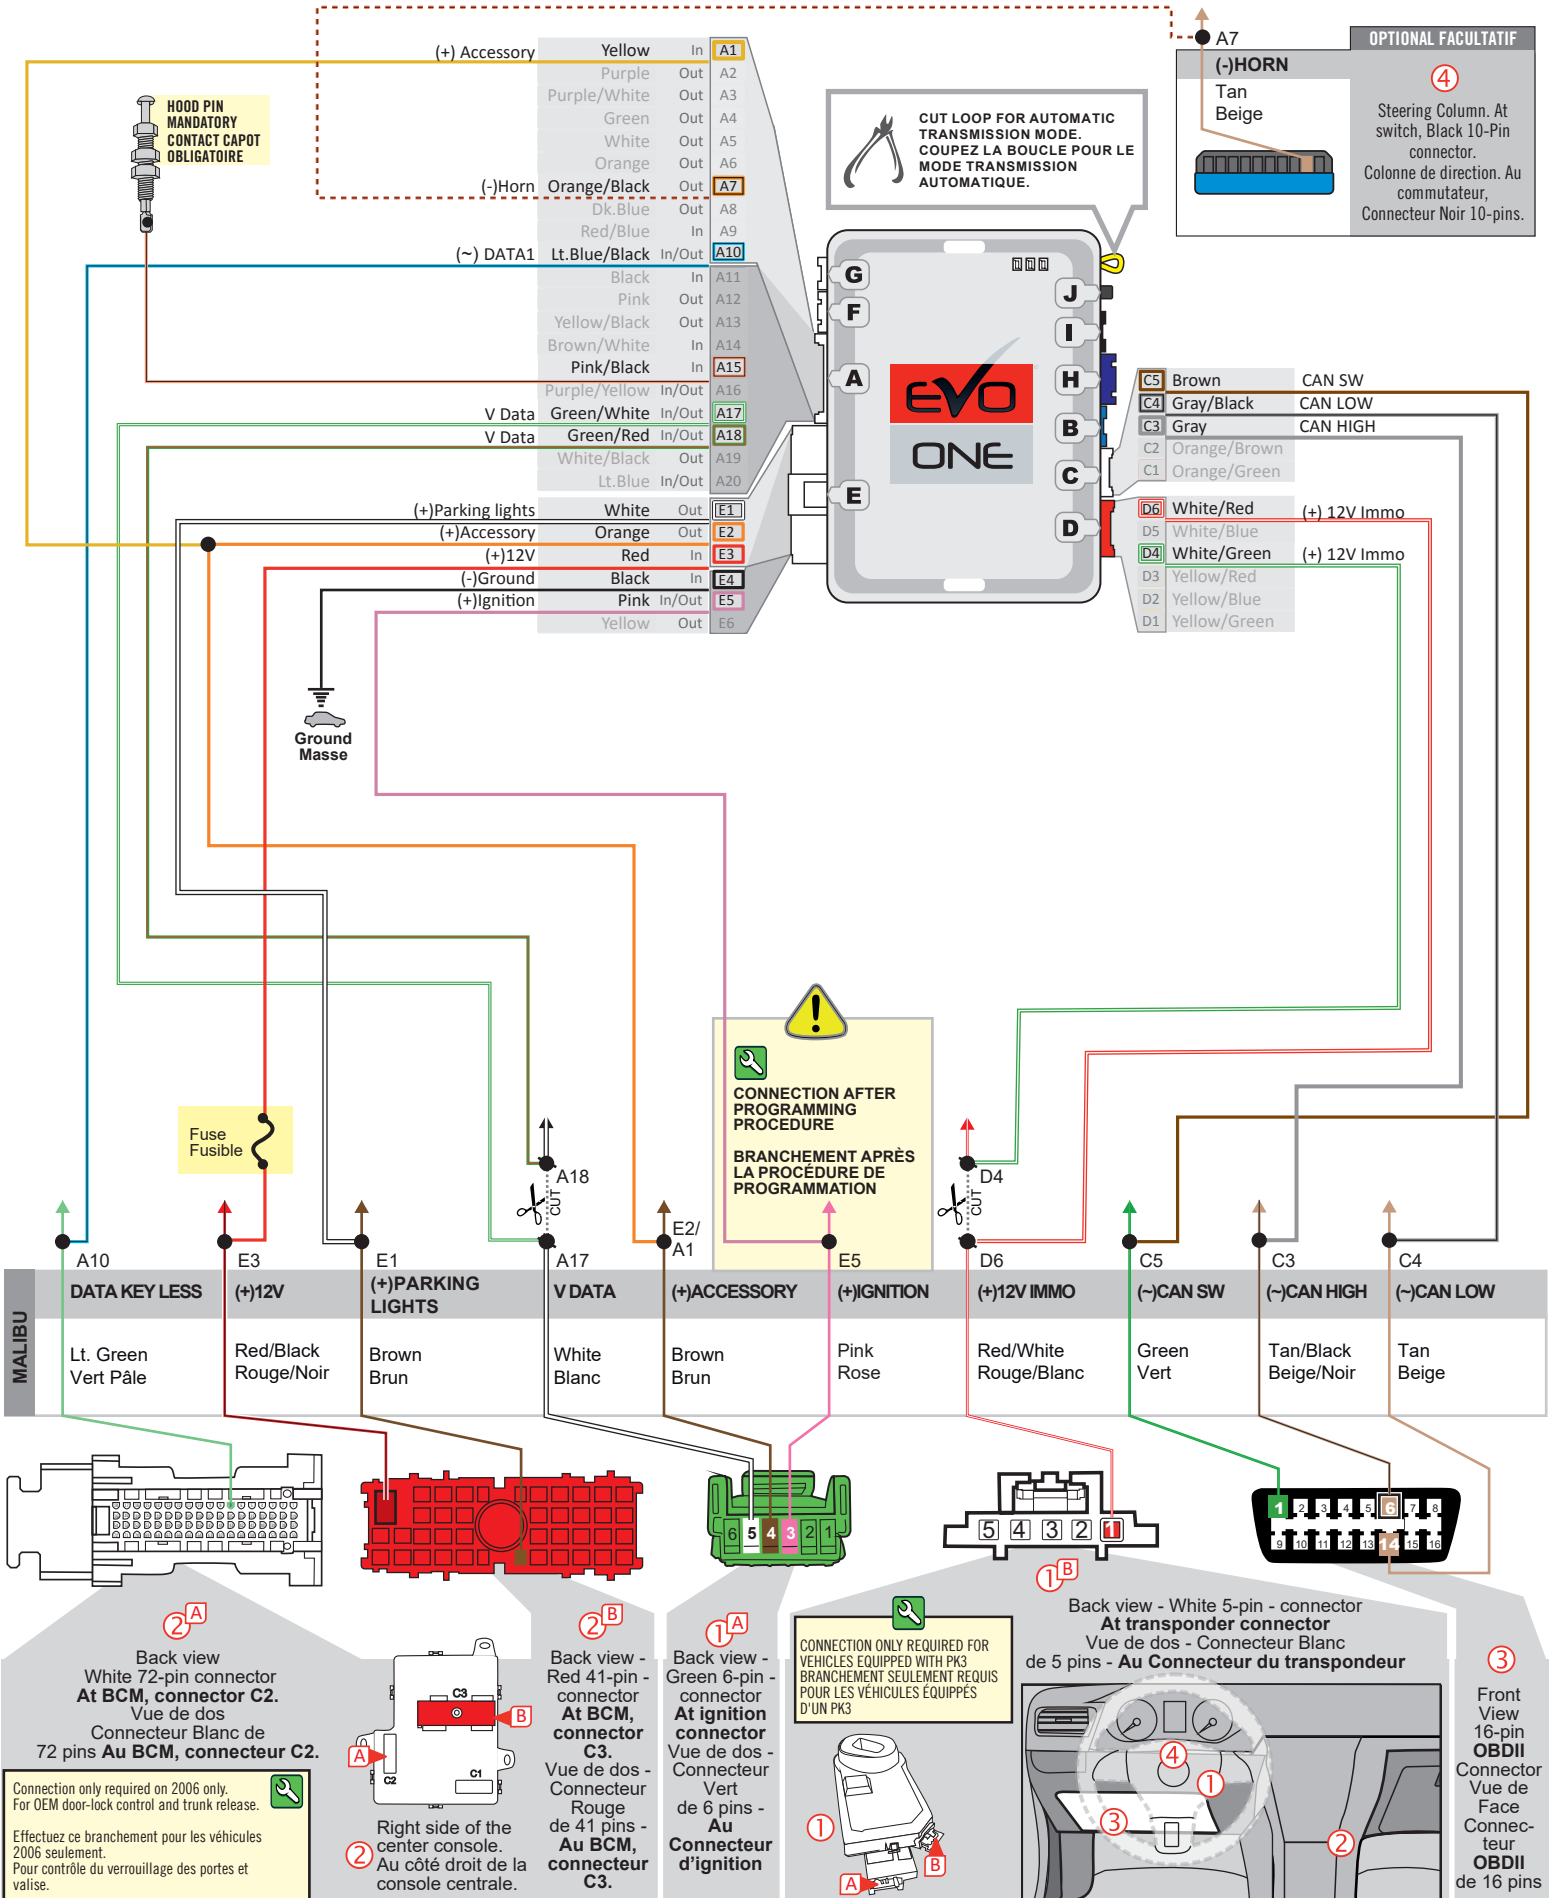 A7
OPTIONAL FACULTATIF
(-)HORN
Tan
Beige
4
Steering Column. At
switch, Black 10-Pin
connector.
Colonne de direction. Au
commutateur,
Connecteur Noir 10-pins.
HOOD PIN
MANDATORY
CONTACT CAPOT
OBLIGATOIRE
(+) Accessory Yellow In A1
Purple Out A2
Purple/White Out A3
Green Out A4
White Out A5
Orange Out A6
(-)Horn Orange/Black Out A7
Dk.Blue Out A8
Red/Blue In A9
(~) DATA1 Lt.Blue/Black In/Out A10
Black In A11
Pink Out A12
Yellow/Black Out A13
Brown/White In A14
Pink/Black In A15
Purple/Yellow In/Out A16
V Data Green/White In/Out A17
V Data Green/Red In/Out A18
White/Black Out A19
Lt.Blue In/Out A20
(+)Parking lights White Out E1
(+)Accessory Orange Out E2
(+)12V Red In E3
(-)Ground Black In E4
(+)Ignition Pink In/Out E5
Yellow Out E6
CUT LOOP FOR AUTOMATIC
TRANSMISSION MODE.
COUPEZ LA BOUCLE POUR LE
MODE TRANSMISSION
AUTOMATIQUE.
G
F
A
E
J
I
H
B
C
D
EVO
ONE
C5 Brown CAN SW
C4 Gray/Black CAN LOW
C3 Gray CAN HIGH
C2 Orange/Brown
C1 Orange/Green
D6 White/Red (+) 12V Immo
D5 White/Blue
D4 White/Green (+) 12V Immo
D3 Yellow/Red
D2 Yellow/Blue
D1 Yellow/Green
Ground
Masse
!
CONNECTION AFTER
PROGRAMMING
PROCEDURE
BRANCHEMENT APRÈS
LA PROCÉDURE DE
PROGRAMMATION
Fuse
Fusible
A18
CUT
D4
CUT
A10
E3
E1
A17
E2/
A1
E5
D6
C5
C3
C4
MALIBU
DATA KEY LESS
(+)12V
(+)PARKING
LIGHTS
V DATA
(+)ACCESSORY
(+)IGNITION
(+)12V IMMO
(~)CAN SW
(~)CAN HIGH
(~)CAN LOW
Lt. Green
Vert Pâle
Red/Black
Rouge/Noir
Brown
Brun
White
Blanc
Brown
Brun
Pink
Rose
Red/White
Rouge/Blanc
Green
Vert
Tan/Black
Beige/Noir
Tan
Beige
6 5 4 3 2 1
5 4 3 2 1
1 2 3 4 5 6 7 8
9 10 11 12 13 14 15 16
2 A
Back view
White 72-pin connector
At BCM, connector C2.
Vue de dos
Connecteur Blanc de
72 pins Au BCM, connecteur C2.
Connection only required on 2006 only.
For OEM door-lock control and trunk release.
Effectuez ce branchement pour les véhicules
2006 seulement.
Pour contrôle du verrouillage des portes et
valise.
C3
B
A
C2
C1
2
Right side of the
center console.
Au côté droit de la
console centrale.
2 B
Back view -
Red 41-pin -
connector
At BCM,
connector
C3.
Vue de dos -
Connecteur
Rouge
de 41 pins -
Au BCM,
connecteur
C3.
1 A
Back view -
Green 6-pin -
connector
At ignition
connector
Vue de dos -
Connecteur
Vert
de 6 pins -
Au
Connecteur
d'ignition
CONNECTION ONLY REQUIRED FOR
VEHICLES EQUIPPED WITH PK3
BRANCHEMENT SEULEMENT REQUIS
POUR LES VÉHICULES ÉQUIPPÉS
D'UN PK3
1
B
A
1 B
Back view - White 5-pin - connector
At transponder connector
Vue de dos - Connecteur Blanc
de 5 pins - Au Connecteur du transpondeur
4
1
3
2
3
Front
View
16-pin
OBDII
Connector
Vue de
Face
Connec-
teur
OBDII
de 16 pins